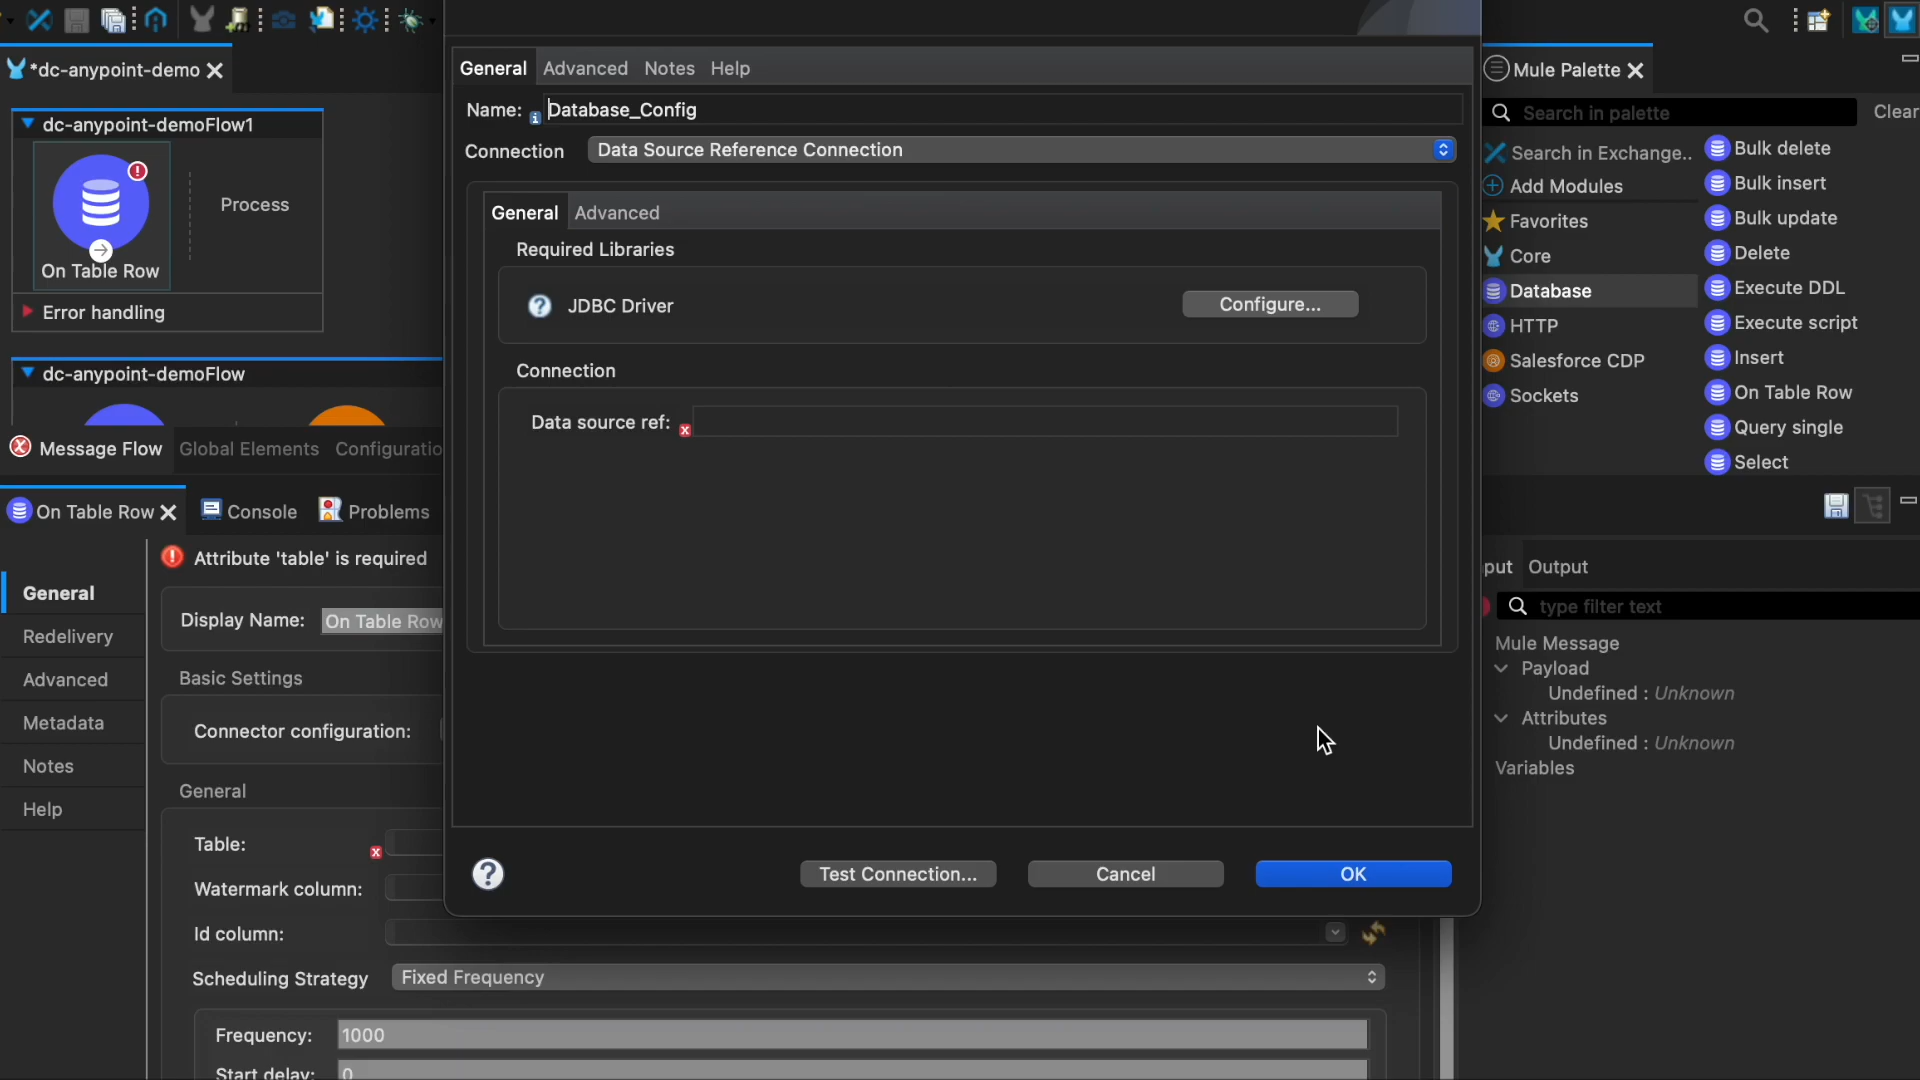 *dc-anypoint-demo
dc-anypoint-demoFlow1
Process
On Table Row
Error handling
dc-anypoint-demoFlow
Message Flow Global Elements Configuratio
On Table Row Console Problems
Attribute 'table' is required
General
Redelivery
Advanced
Metadata
Notes
Help
Display Name: On Table Row
Basic Settings
Connector configuration:
General
Table:
Watermark column:
Id column:
Scheduling Strategy Fixed Frequency
Frequency: 1000
Start delay: 0
General Advanced Notes Help
Name: Database_Config
Connection Data Source Reference Connection
General Advanced
Required Libraries
JDBC Driver Configure...
Connection
Data source ref:
Test Connection... Cancel OK
Mule Palette
Search in palette Clear
Search in Exchange..
Add Modules
Favorites
Core
Database
HTTP
Salesforce CDP
Sockets
Bulk delete
Bulk insert
Bulk update
Delete
Execute DDL
Execute script
Insert
On Table Row
Query single
Select
put Output
type filter text
Mule Message
Payload
Undefined : Unknown
Attributes
Undefined : Unknown
Variables